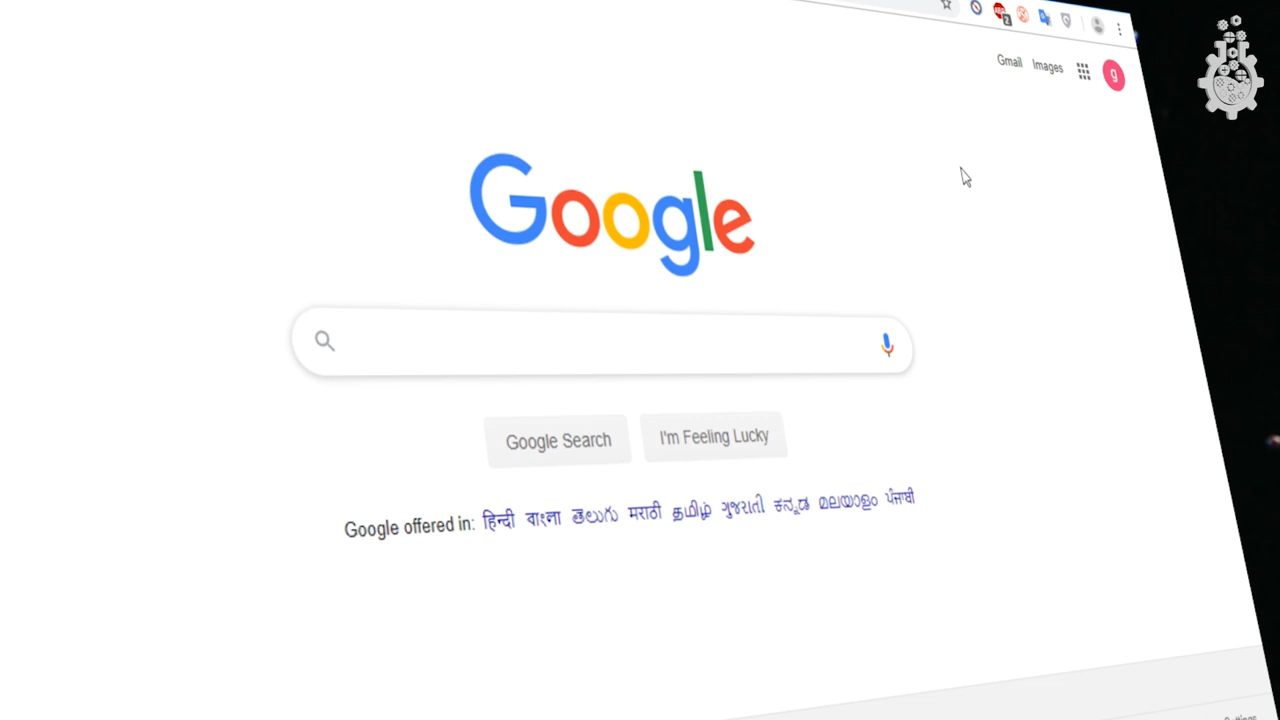 Gmail Images
g
Google
Google Search I'm Feeling Lucky
Google offered in: हिन्दी বাংলা తెలుగు मराठी தமிழ் ગુજરાતી ಕನ್ನಡ മലയാളം ਪੰਜਾਬੀ